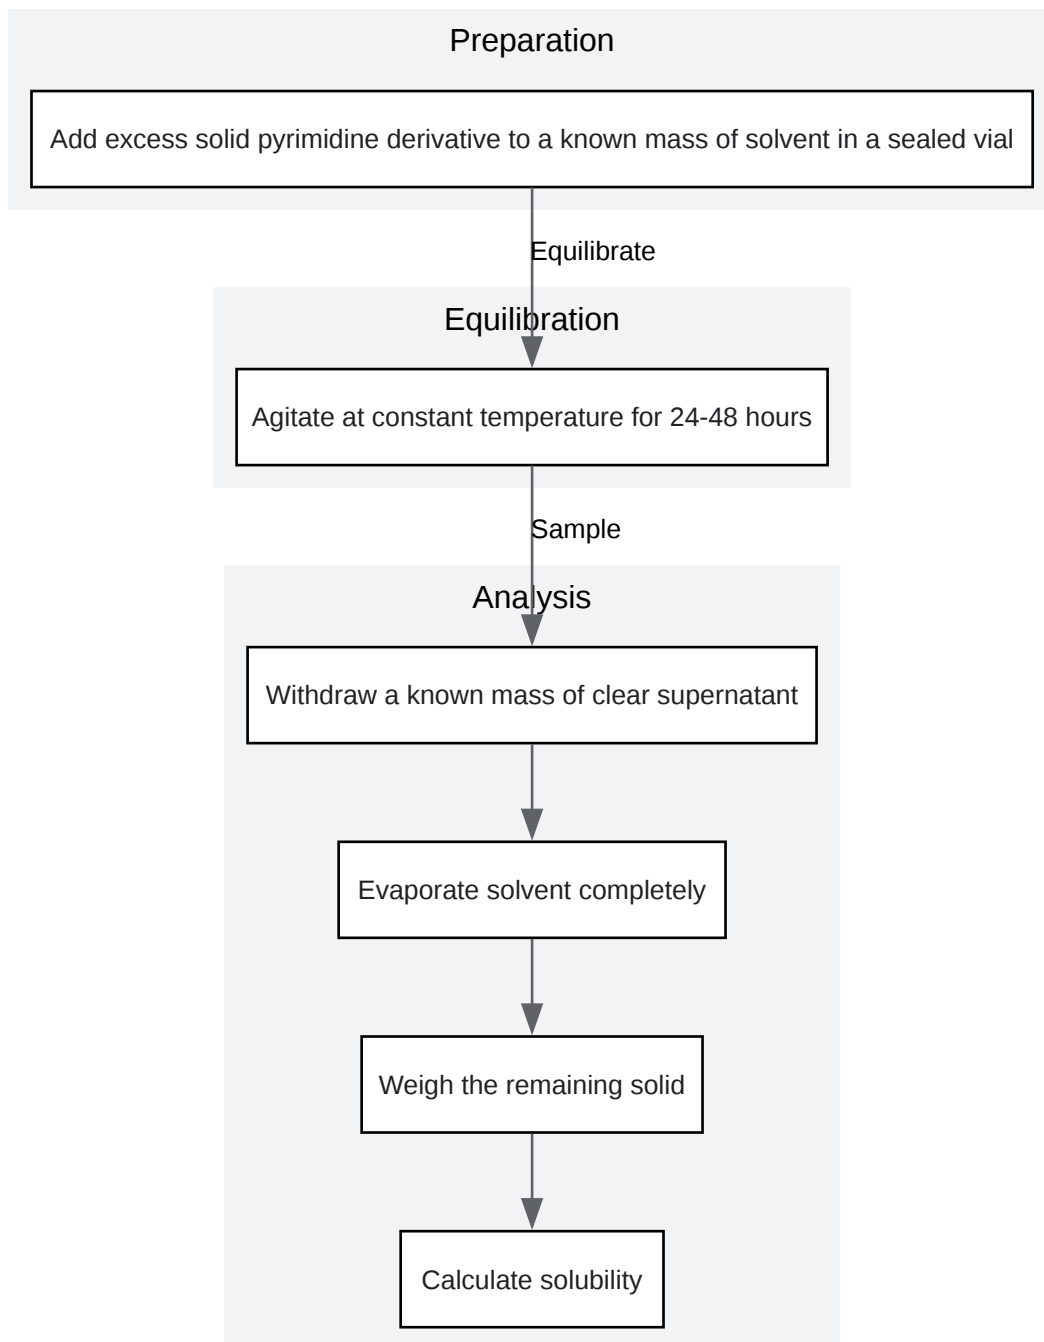 Preparation
Add excess solid pyrimidine derivative to a known mass of solvent in a sealed vial
Equilibrate
Equilibration
Agitate at constant temperature for 24-48 hours
Sample
Analysis
Withdraw a known mass of clear supernatant
Evaporate solvent completely
Weigh the remaining solid
Calculate solubility